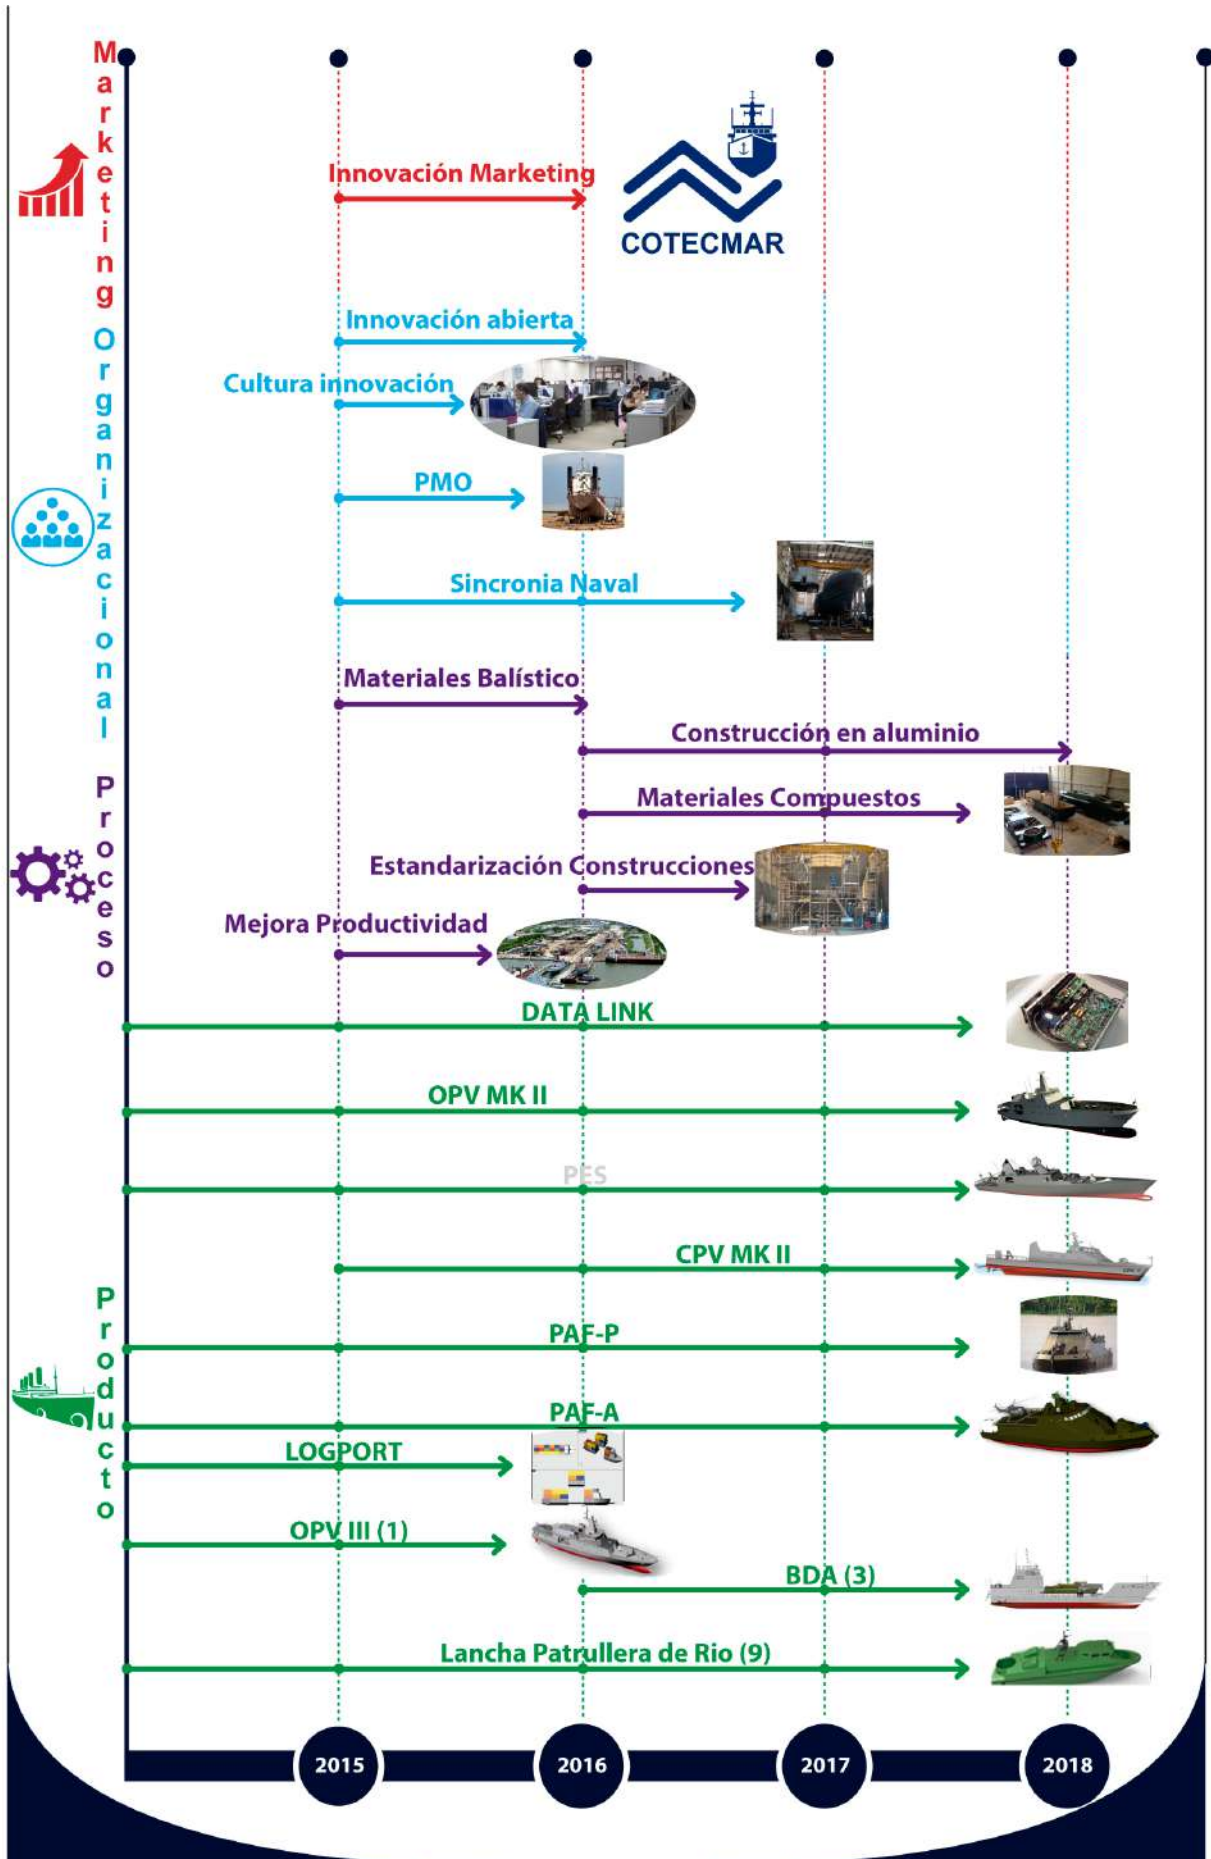 Marketing
Innovación Marketing
COTECMAR
Organizacional
Innovación abierta
Cultura innovación
PMO
Sincronia Naval
Proceso
Materiales Balístico
Construcción en aluminio
Materiales Compuestos
Estandarización Construcciones
Mejora Productividad
Producto
DATA LINK
OPV MK II
PES
CPV MK II
PAF-P
PAF-A
LOGPORT
OPV III (1)
BDA (3)
Lancha Patrullera de Rio (9)
2015
2016
2017
2018